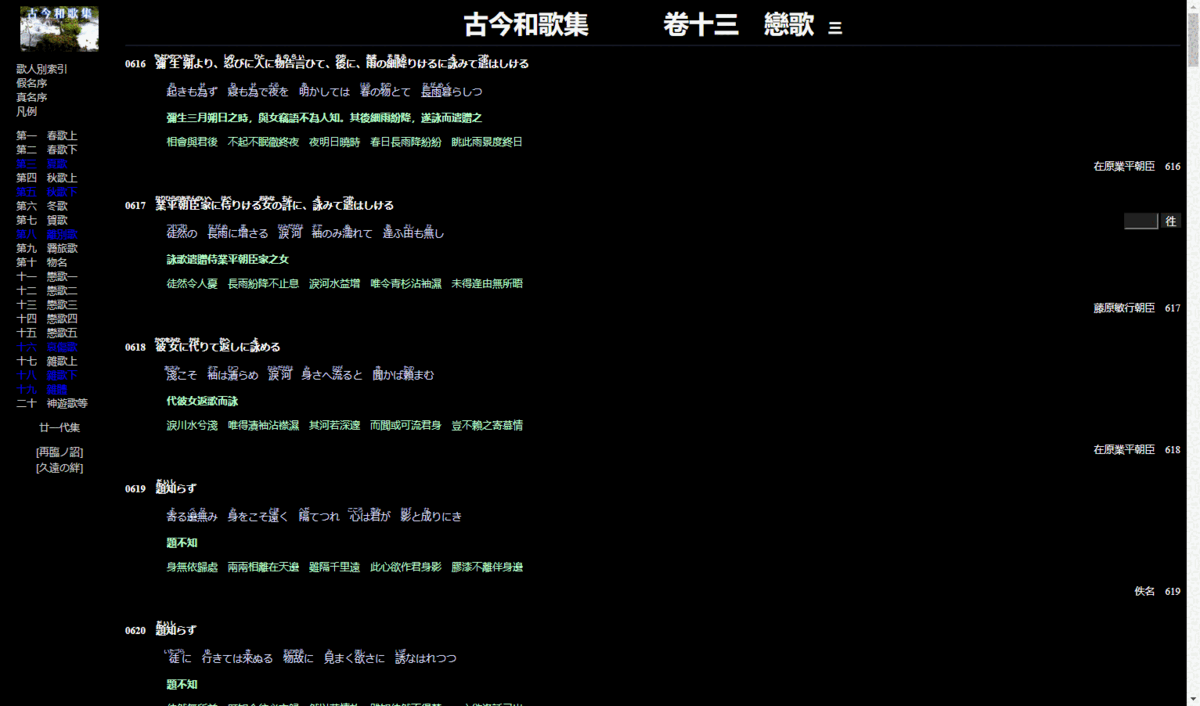 古今和歌集
古今和歌集　卷十三　戀歌 三
歌人別索引
假名序
真名序
凡例
第一　春歌上
第二　春歌下
第三　夏歌
第四　秋歌上
第五　秋歌下
第六　冬歌
第七　賀歌
第八　離別歌
第九　羇旅歌
第十　物名
十一　戀歌一
十二　戀歌二
十三　戀歌三
十四　戀歌四
十五　戀歌五
十六　哀傷歌
十七　雜歌上
十八　雜歌下
十九　雜體
二十　神遊歌等
廿一代集
[再臨ノ詔]
[久遠の絆]
0616　彌生朔より、忍びに人に物言ひて、後に、雨の細降りけるに詠みて遣はしける
起きも為ず　寢も為で夜を　明かしては　春の物とて　長雨暮らしつ
彌生三月朔日之時，與女竊語不為人知。其後細雨紛降，遂詠而遣贈之
相會與君後　不起不眠徹終夜　夜明日曉時　春日長雨降紛紛　眺此雨景度終日
在原業平朝臣　616
0617　業平朝臣家に侍りける女の許に、詠みて遣はしける
徒然の　長雨に增さる　淚河　袖のみ濡れて　逢ふ由も無し
詠歌遣贈侍業平朝臣家之女
徒然令人憂　長雨紛降不止息　淚河水益增　唯令青衫沾袖濕　未得逢由無所晤
往
藤原敏行朝臣　617
0618　彼女に代りて返しに詠める
淺こそ　袖は漬らめ　淚河　身さへ流ると　聞かば賴まむ
代彼女返歌而詠
淚川水兮淺　唯得漬袖沾襟濕　其河若深邃　而聞或可流君身　豈不賴之寄慕情
在原業平朝臣　618
0619　題知らず
寄る邊無み　身をこそ遠く　隔てつれ　心は君が　影と成りにき
題不知
身無依歸處　兩兩相離在天邊　雖隔千里遠　此心欲作君身影　膠漆不離伴身邊
佚名　619
0620　題知らず
徒に　行きては來ぬる　物故に　見まく欲さに　誘なはれつつ
題不知